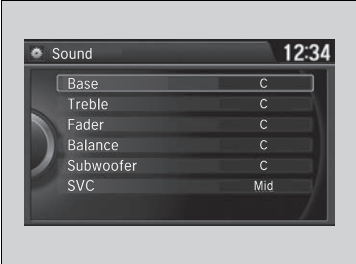 Sound 12:34
Base C
Treble C
Fader C
Balance C
Subwoofer C
SVC Mid